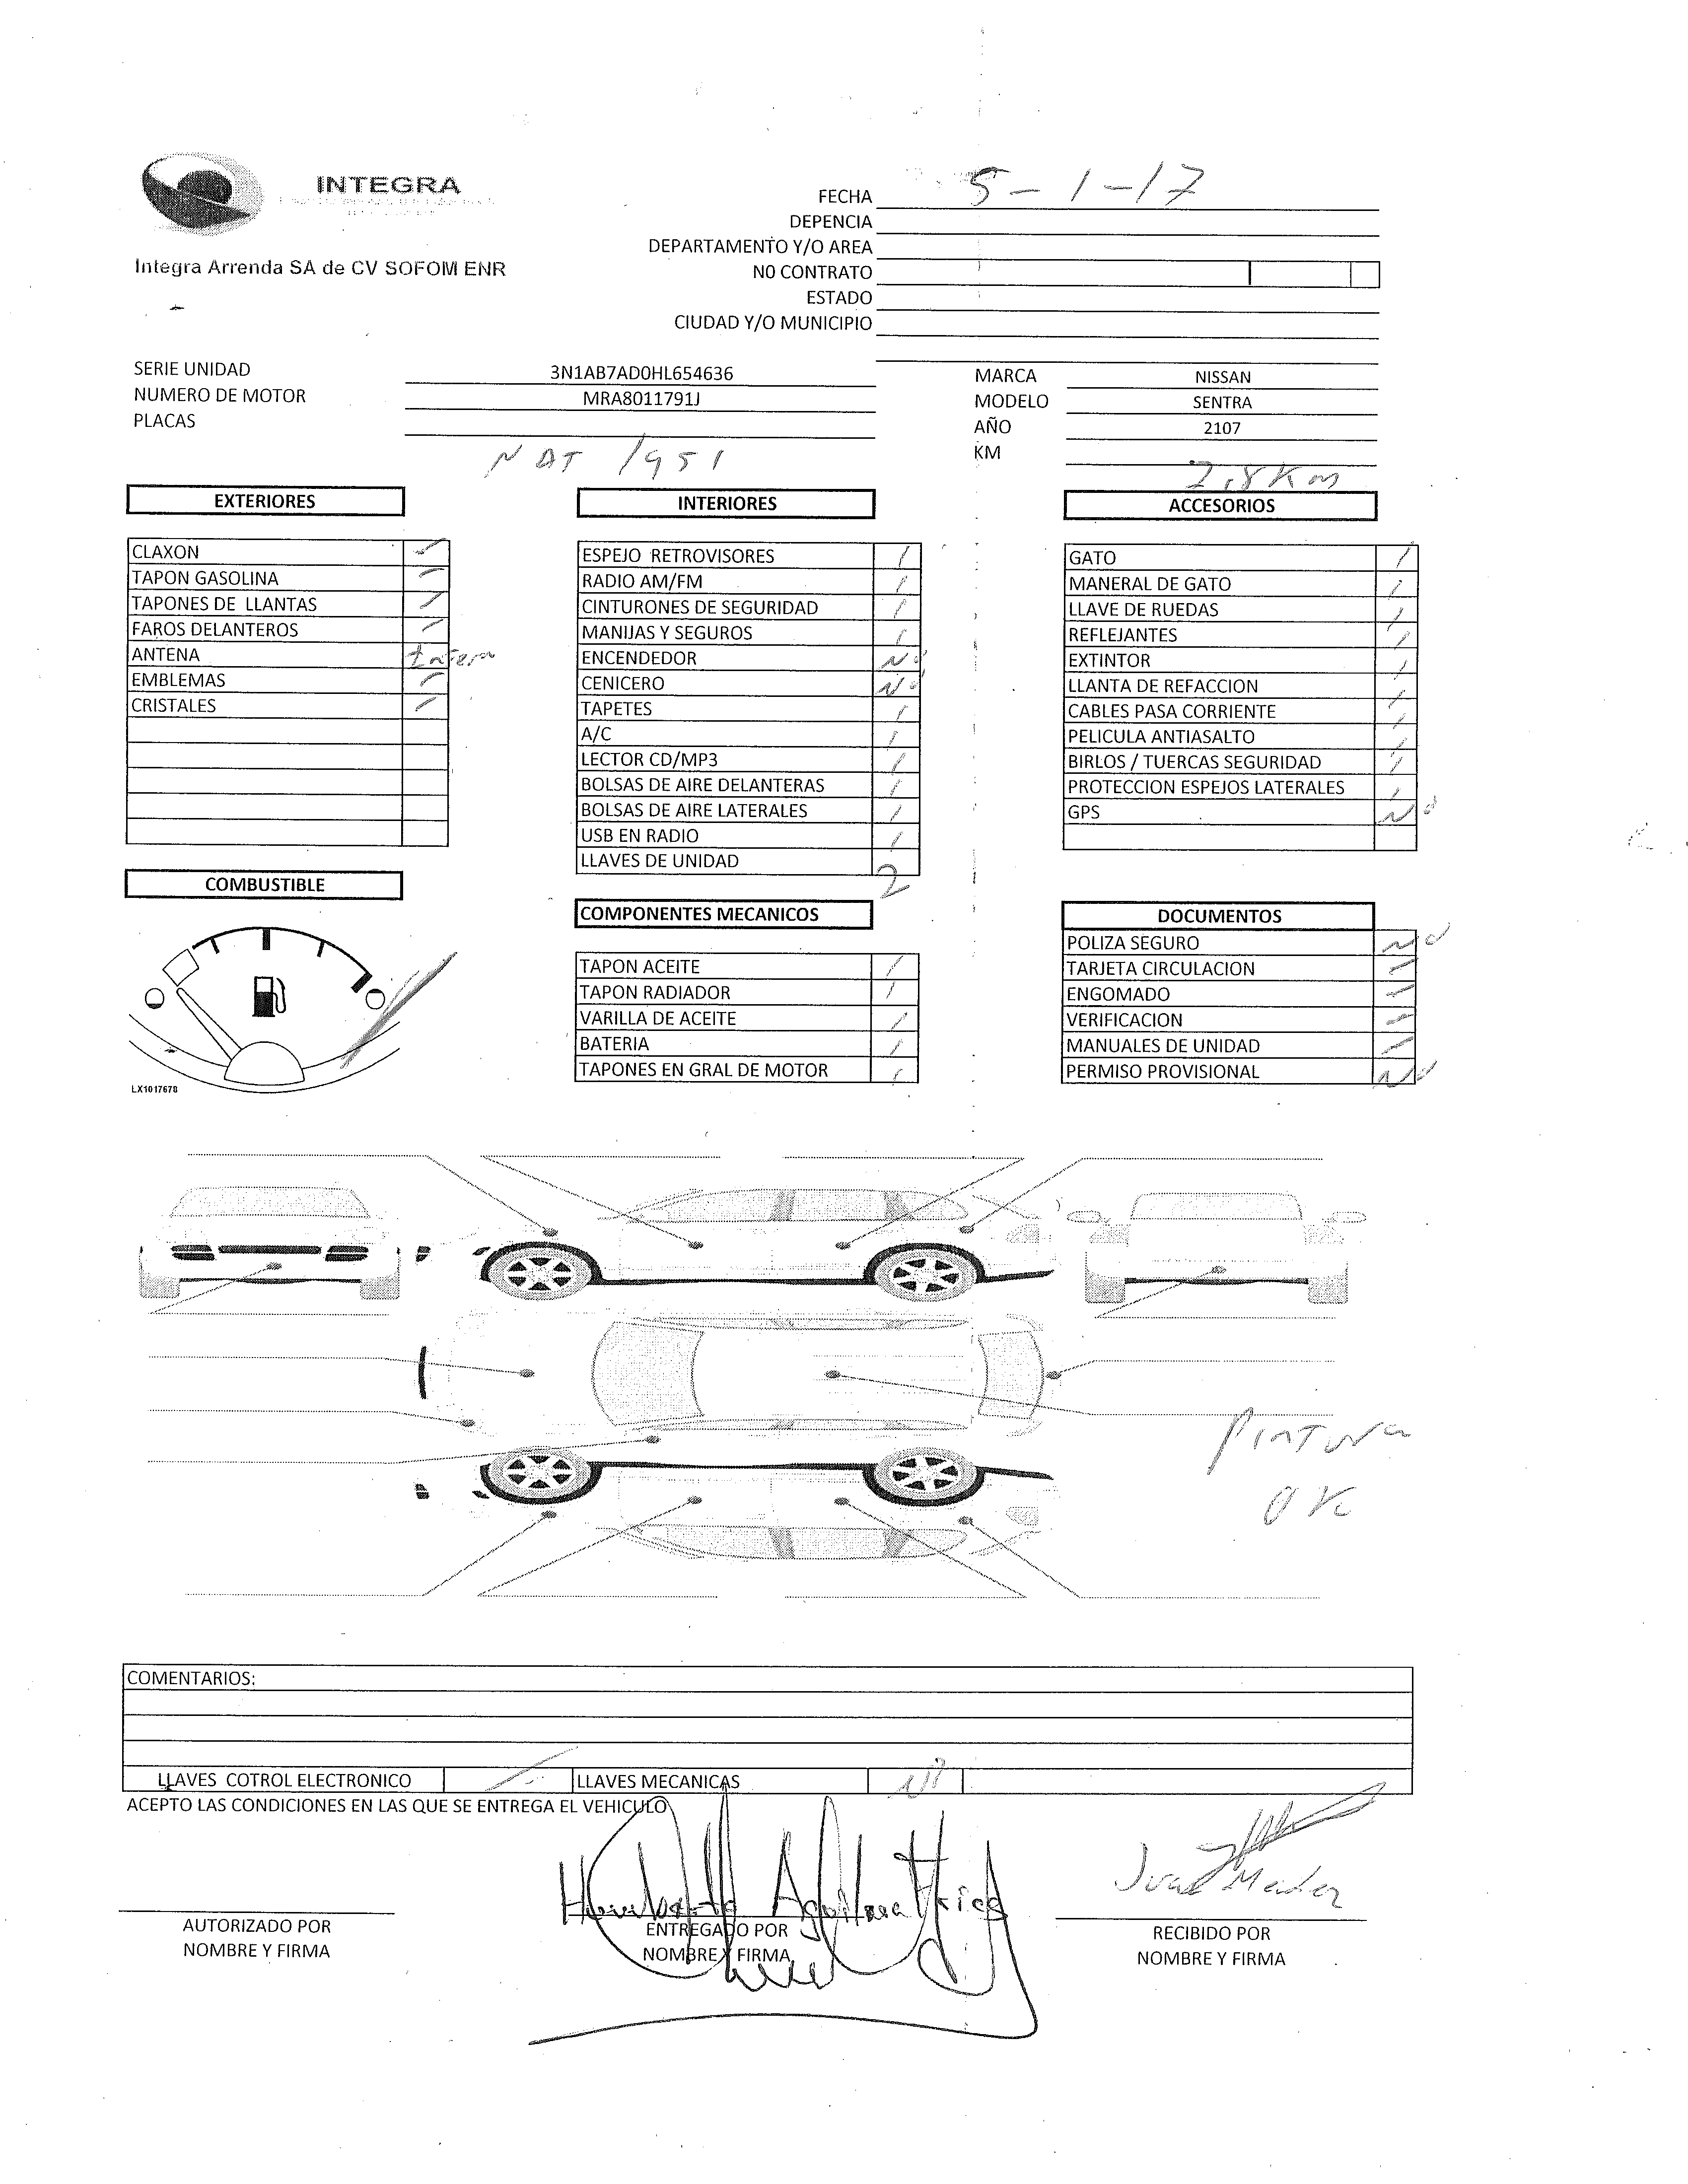 INTEGRA
Integra Arrenda SA de CV SOFOM ENR
FECHA 5-1-17
DEPENCIA
DEPARTAMENTO Y/O AREA
N0 CONTRATO
ESTADO
CIUDAD Y/O MUNICIPIO
SERIE UNIDAD 3N1AB7AD0HL654636
NUMERO DE MOTOR MRA8011791J
PLACAS
NAT 1951
MARCA NISSAN
MODELO SENTRA
AÑO 2107
KM 2,8 Km
EXTERIORES
CLAXON
TAPON GASOLINA
TAPONES DE LLANTAS
FAROS DELANTEROS
ANTENA
EMBLEMAS
CRISTALES
INTERIORES
ESPEJO RETROVISORES /
RADIO AM/FM /
CINTURONES DE SEGURIDAD /
MANIJAS Y SEGUROS /
ENCENDEDOR No
CENICERO No
TAPETES /
A/C /
LECTOR CD/MP3 /
BOLSAS DE AIRE DELANTERAS /
BOLSAS DE AIRE LATERALES /
USB EN RADIO /
LLAVES DE UNIDAD 2
ACCESORIOS
GATO /
MANERAL DE GATO /
LLAVE DE RUEDAS /
REFLEJANTES /
EXTINTOR /
LLANTA DE REFACCION /
CABLES PASA CORRIENTE /
PELICULA ANTIASALTO /
BIRLOS / TUERCAS SEGURIDAD /
PROTECCION ESPEJOS LATERALES /
GPS No
COMBUSTIBLE
LX1017678
COMPONENTES MECANICOS
TAPON ACEITE /
TAPON RADIADOR /
VARILLA DE ACEITE /
BATERIA /
TAPONES EN GRAL DE MOTOR /
DOCUMENTOS
POLIZA SEGURO No
TARJETA CIRCULACION
ENGOMADO
VERIFICACION
MANUALES DE UNIDAD
PERMISO PROVISIONAL No
Pintura
OK
COMENTARIOS:
LLAVES COTROL ELECTRONICO
LLAVES MECANICAS
ACEPTO LAS CONDICIONES EN LAS QUE SE ENTREGA EL VEHICULO
AUTORIZADO POR
NOMBRE Y FIRMA
Humberto Aguilera
ENTREGADO POR
NOMBRE Y FIRMA
RECIBIDO POR
NOMBRE Y FIRMA